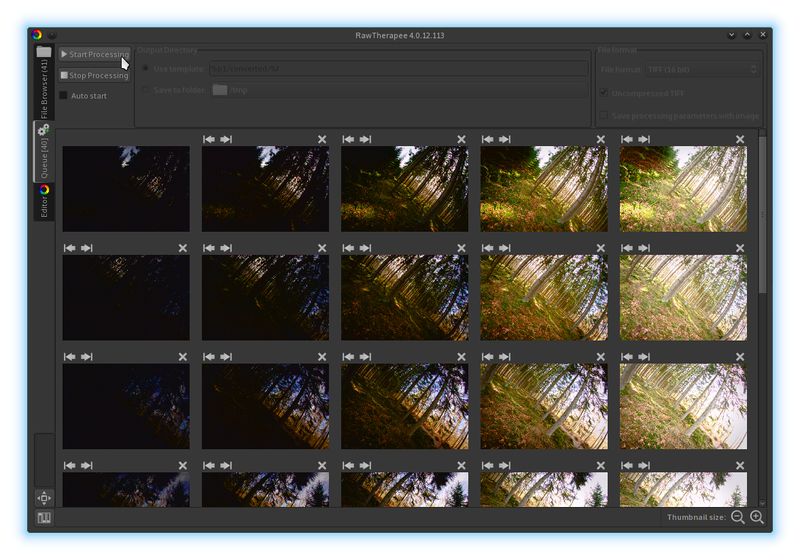 RawTherapee 4.0.12.113
File Browser (41)
Queue [40]
Editor
Start Processing
Stop Processing
Auto start
Output Directory
Use template:
%p1/converted/%f
Save to folder:
/tmp
File format
File format:
TIFF (16 bit)
Uncompressed TIFF
Save processing parameters with image
Thumbnail size: